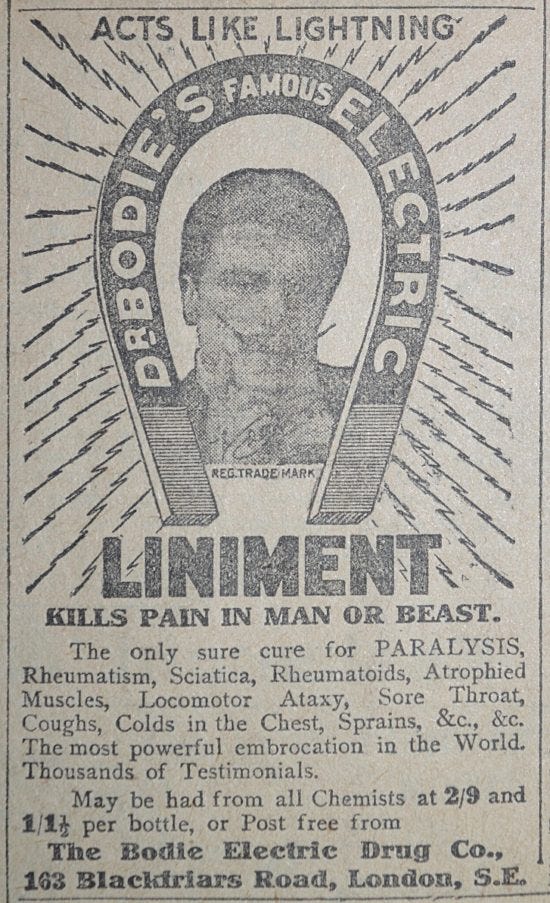 ACTS LIKE LIGHTNING
DR. BODIE'S FAMOUS ELECTRIC
REG. TRADE MARK
LINIMENT
KILLS PAIN IN MAN OR BEAST.
The only sure cure for PARALYSIS,
Rheumatism, Sciatica, Rheumatoids, Atrophied
Muscles, Locomotor Ataxy, Sore Throat,
Coughs, Colds in the Chest, Sprains, &c., &c.
The most powerful embrocation in the World.
Thousands of Testimonials.
May be had from all Chemists at 2/9 and
1/1½ per bottle, or Post free from
The Bodie Electric Drug Co.,
163 Blackfriars Road, London, S.E.